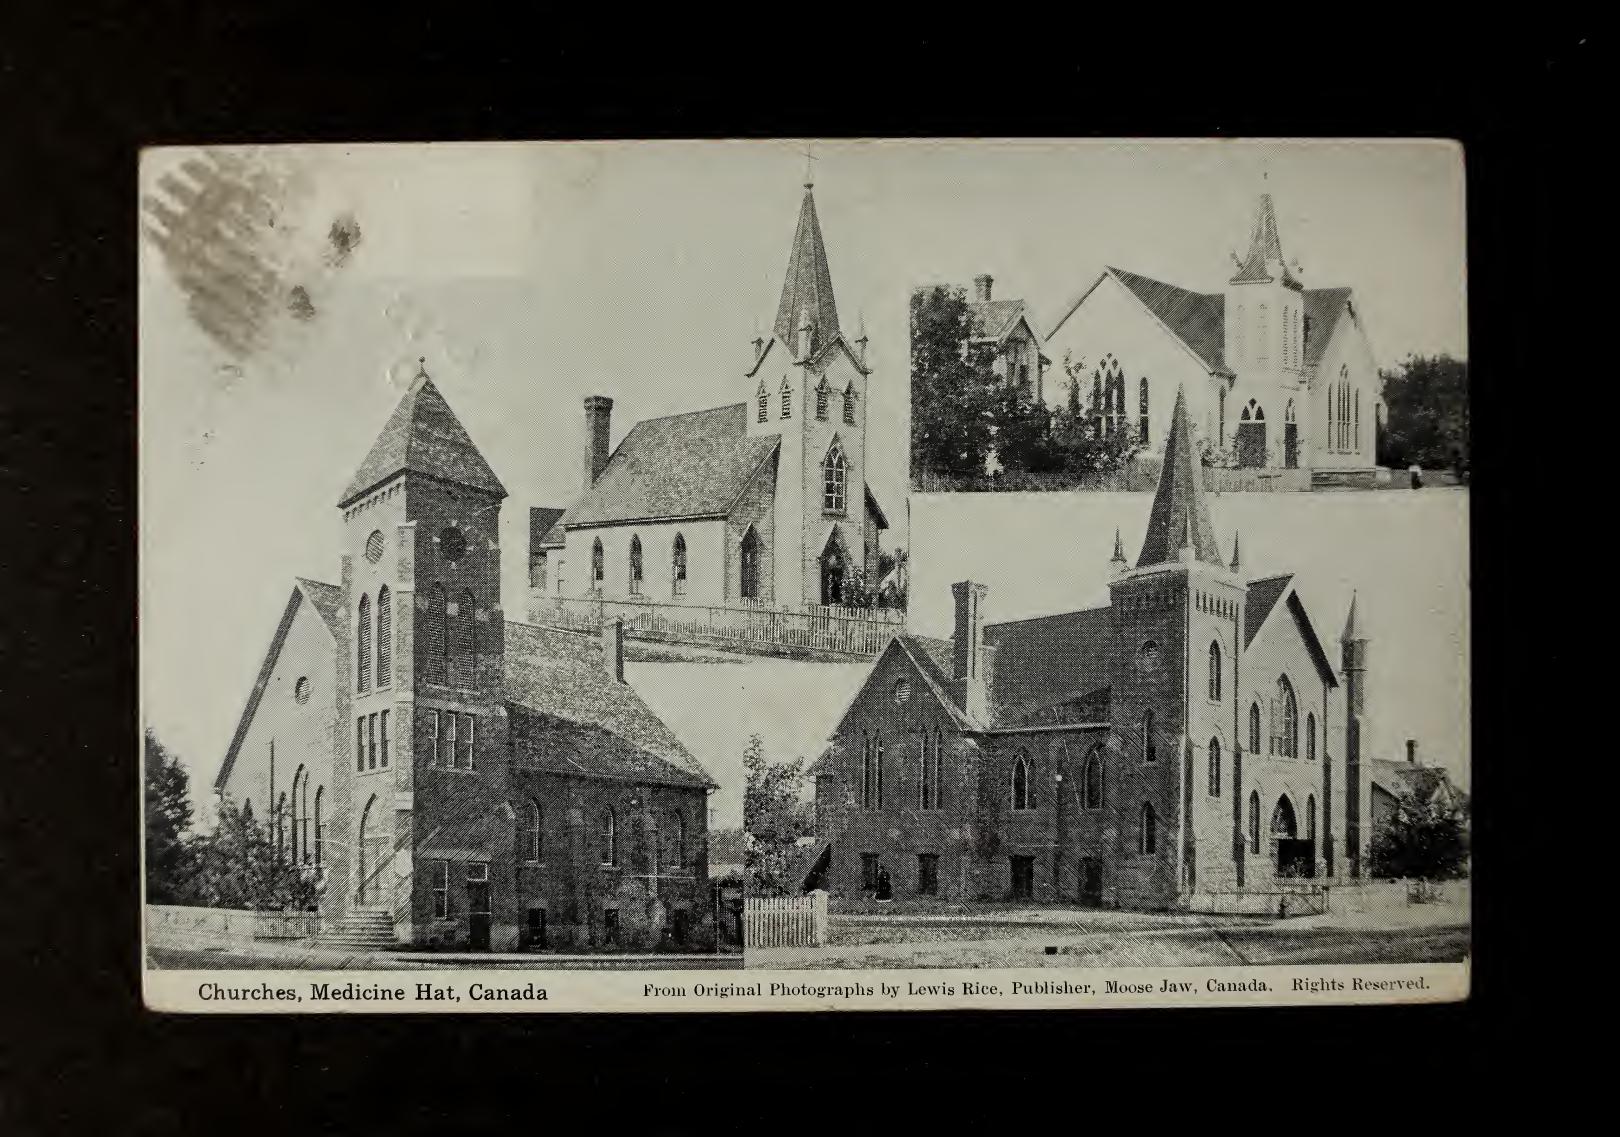 Churches, Medicine Hat, Canada
From Original Photographs by Lewis Rice, Publisher, Moose Jaw, Canada. Rights Reserved.